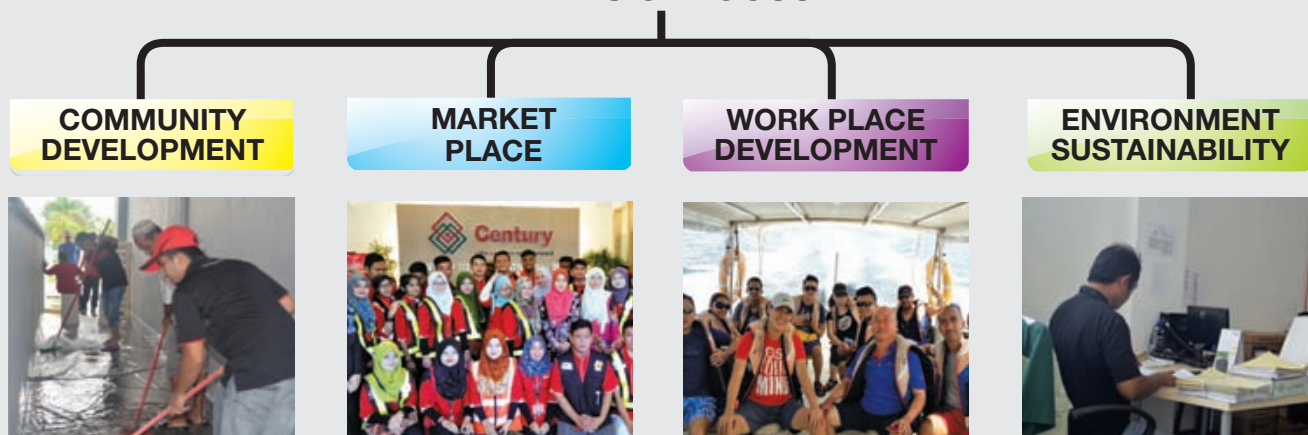 COMMUNITY
DEVELOPMENT
MARKET
PLACE
WORK PLACE
DEVELOPMENT
ENVIRONMENT
SUSTAINABILITY
Century